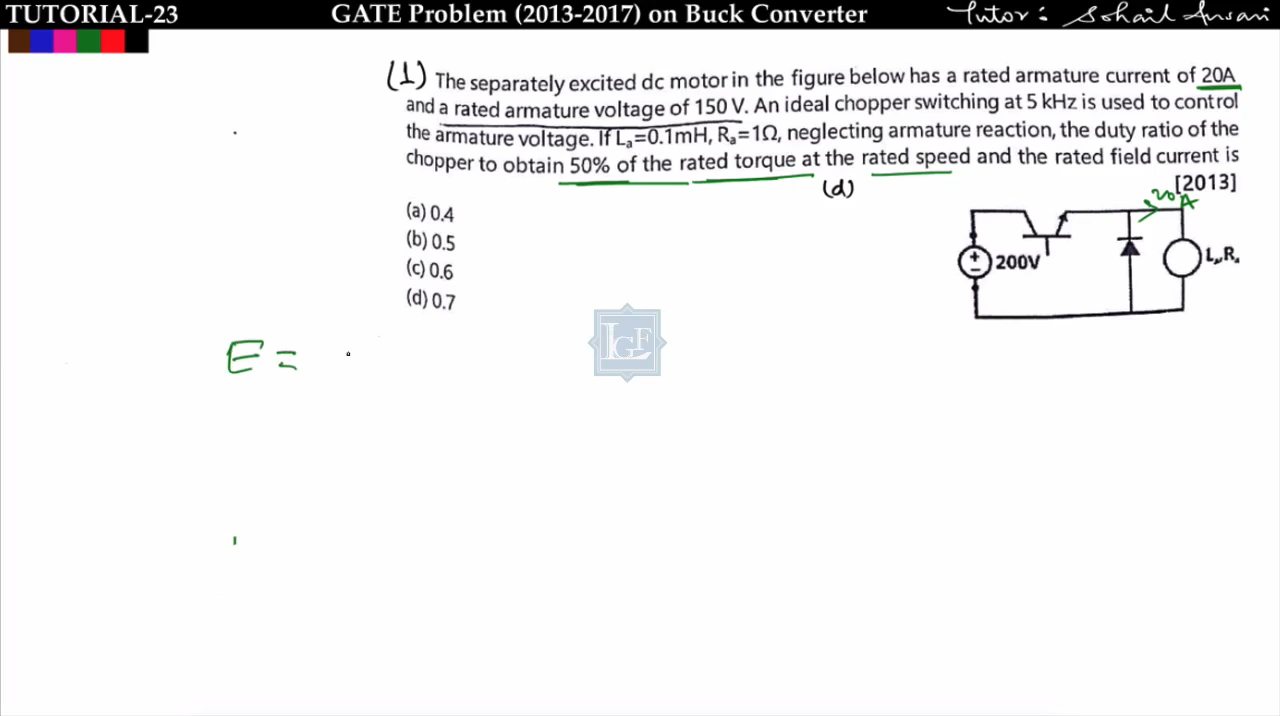 TUTORIAL-23 GATE Problem (2013-2017) on Buck Converter Tutor : Sohail Ansari
(1) The separately excited dc motor in the figure below has a rated armature current of 20A
and a rated armature voltage of 150 V. An ideal chopper switching at 5 kHz is used to control
the armature voltage. If Lₐ=0.1mH, Rₐ=1Ω, neglecting armature reaction, the duty ratio of the
chopper to obtain 50% of the rated torque at the rated speed and the rated field current is
(d) [2013]
20A
(a) 0.4
(b) 0.5
(c) 0.6
(d) 0.7
200V
Lₐ,Rₐ
E =
LGF